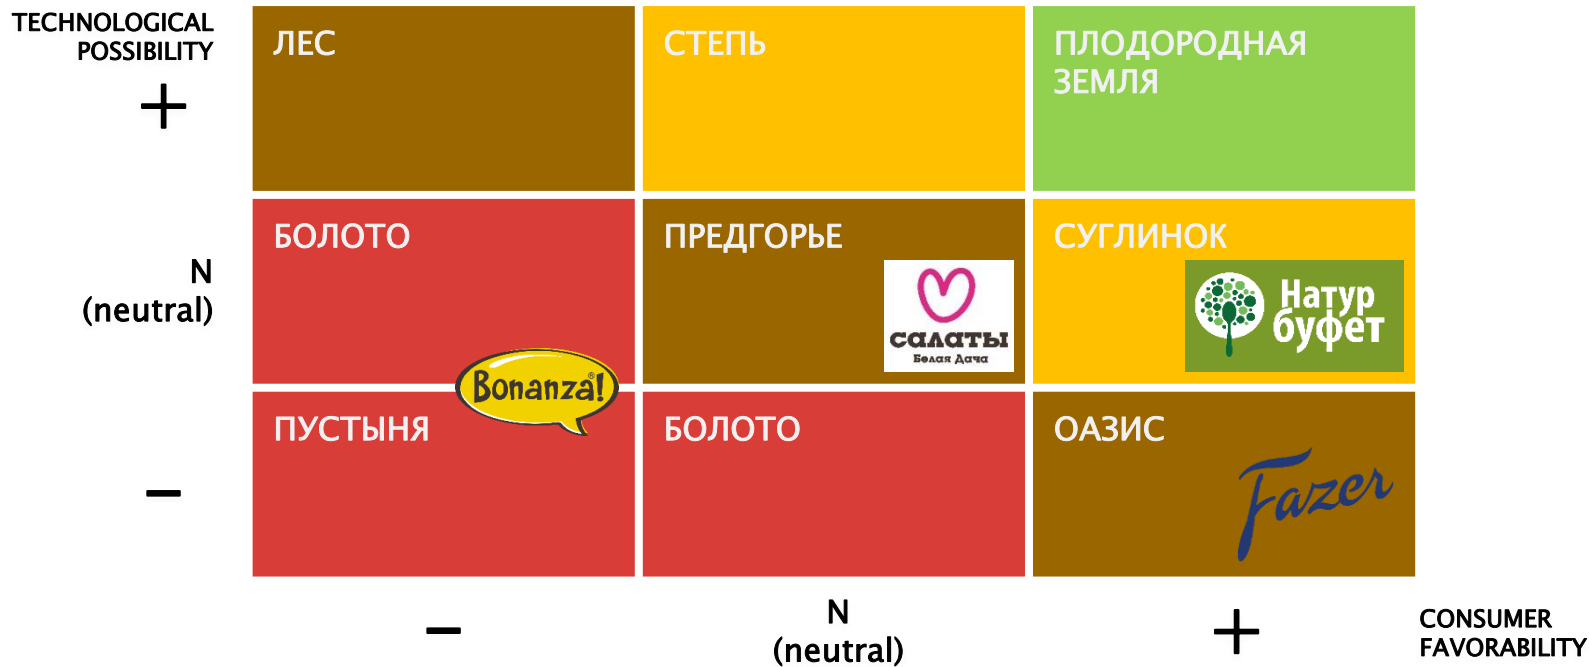 TECHNOLOGICAL
POSSIBILITY
+
ЛЕС
СТЕПЬ
ПЛОДОРОДНАЯ
ЗЕМЛЯ
N
(neutral)
БОЛОТО
ПРЕДГОРЬЕ
САЛАТЫ
Белая Дача
СУГЛИНОК
Натур
буфет
Bonanza!®
−
ПУСТЫНЯ
БОЛОТО
ОАЗИС
Fazer
−
N
(neutral)
+
CONSUMER
FAVORABILITY